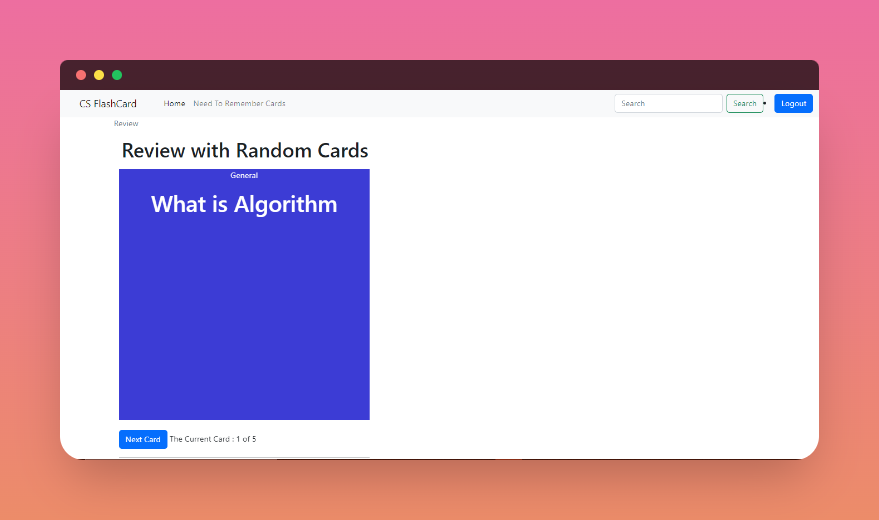 CS FlashCard Home Need To Remember Cards Search Search Logout
Review
Review with Random Cards
General
What is Algorithm
Next Card The Current Card : 1 of 5